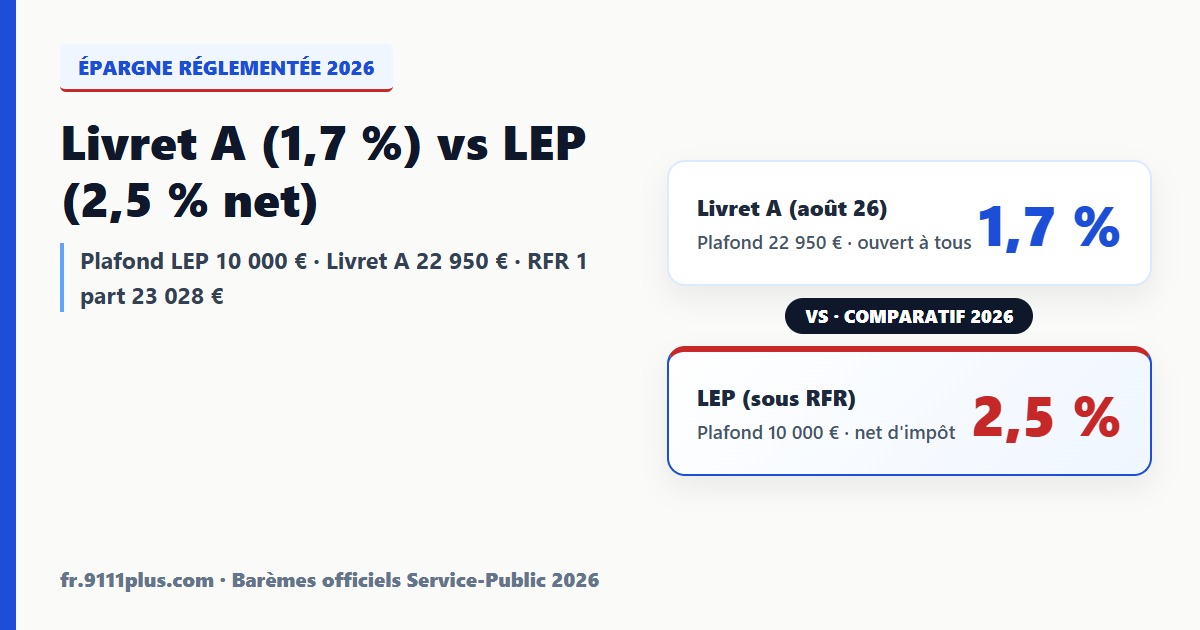 ÉPARGNE RÉGLEMENTÉE 2026
Livret A (1,7 %) vs LEP
(2,5 % net)
Plafond LEP 10 000 € · Livret A 22 950 € · RFR 1
part 23 028 €
Livret A (août 26)
Plafond 22 950 € · ouvert à tous
1,7 %
VS · COMPARATIF 2026
LEP (sous RFR)
Plafond 10 000 € · net d'impôt
2,5 %
fr.9111plus.com · Barèmes officiels Service-Public 2026